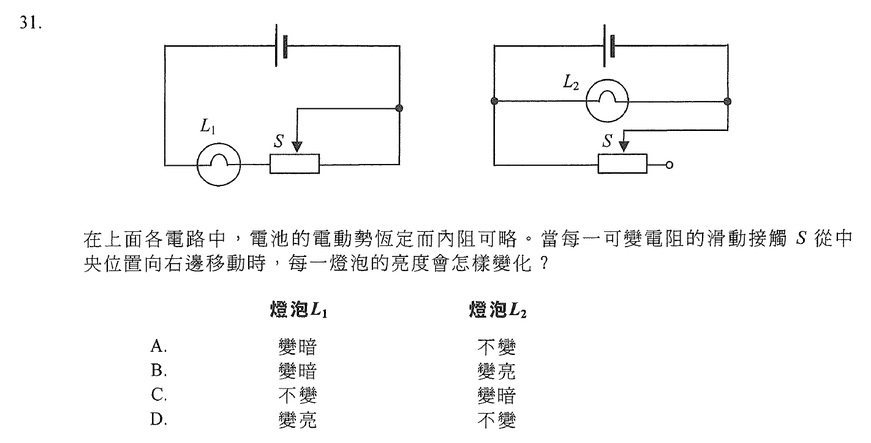 31.
L₁
S
L₂
S
在上面各電路中,電池的電動勢恆定而內阻可略。當每一可變電阻的滑動接觸 S 從中
央位置向右邊移動時,每一燈泡的亮度會怎樣變化?
燈泡L₁ 燈泡L₂
A. 變暗 不變
B. 變暗 變亮
C. 不變 變暗
D. 變亮 不變